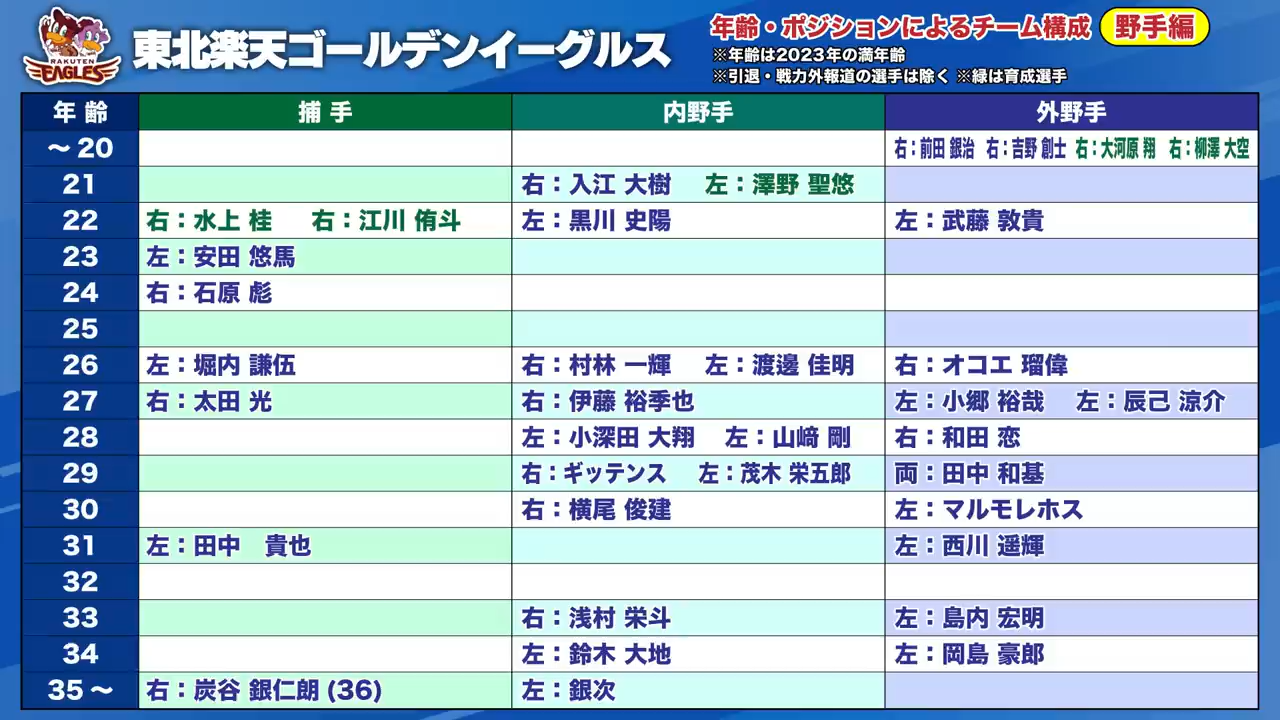 RAKUTEN
EAGLES
東北楽天ゴールデンイーグルス
年齢・ポジションによるチーム構成 野手編
※年齢は2023年の満年齢
※引退・戦力外報道の選手は除く ※緑は育成選手
年 齢 捕 手 内野手 外野手
～20 右：前田 銀治 右：吉野 創士 右：大河原 翔 右：柳澤 大空
21 右：入江 大樹 左：澤野 聖悠
22 右：水上 桂 右：江川 侑斗 左：黒川 史陽 左：武藤 敦貴
23 左：安田 悠馬
24 右：石原 彪
25
26 左：堀内 謙伍 右：村林 一輝 左：渡邊 佳明 右：オコエ 瑠偉
27 右：太田 光 右：伊藤 裕季也 左：小郷 裕哉 左：辰己 涼介
28 左：小深田 大翔 左：山﨑 剛 右：和田 恋
29 右：ギッテンス 左：茂木 栄五郎 両：田中 和基
30 右：横尾 俊建 左：マルモレホス
31 左：田中　貴也 左：西川 遥輝
32
33 右：浅村 栄斗 左：島内 宏明
34 左：鈴木 大地 左：岡島 豪郎
35～ 右：炭谷 銀仁朗 (36) 左：銀次